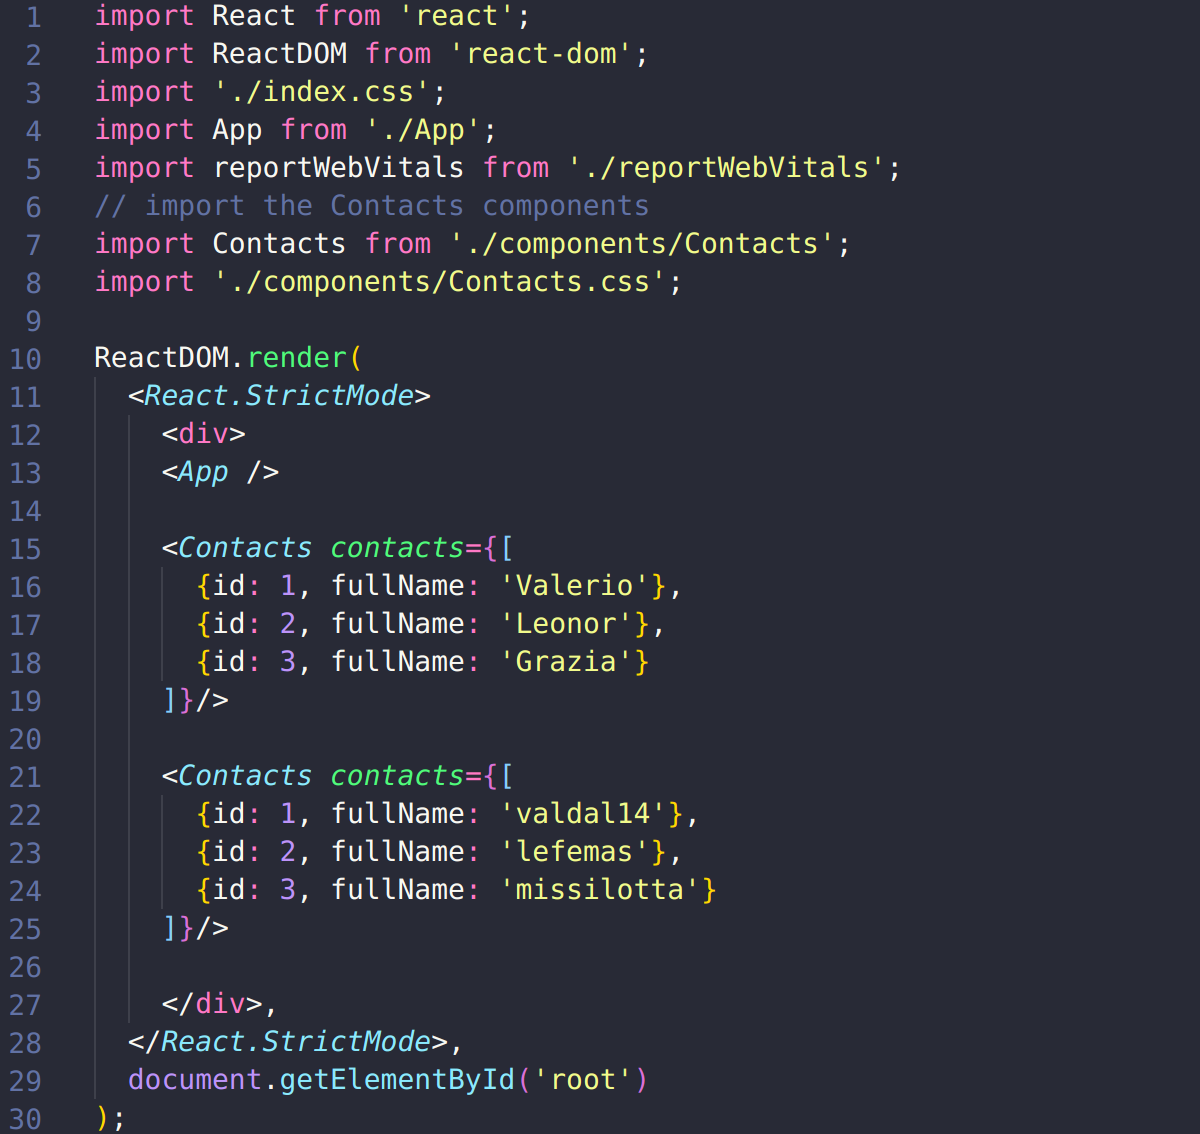 1 import React from 'react';
2 import ReactDOM from 'react-dom';
3 import './index.css';
4 import App from './App';
5 import reportWebVitals from './reportWebVitals';
6 // import the Contacts components
7 import Contacts from './components/Contacts';
8 import './components/Contacts.css';
9
10 ReactDOM.render(
11   <React.StrictMode>
12     <div>
13     <App />
14
15     <Contacts contacts={[
16       {id: 1, fullName: 'Valerio'},
17       {id: 2, fullName: 'Leonor'},
18       {id: 3, fullName: 'Grazia'}
19     ]}/>
20
21     <Contacts contacts={[
22       {id: 1, fullName: 'valdal14'},
23       {id: 2, fullName: 'lefemas'},
24       {id: 3, fullName: 'missilotta'}
25     ]}/>
26
27     </div>,
28   </React.StrictMode>,
29   document.getElementById('root')
30 );